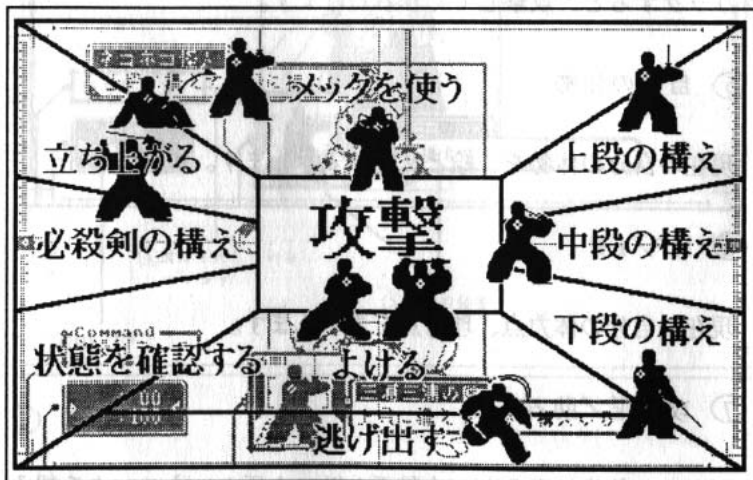 メックを使う
立ち上がる
上段の構え
攻撃
必殺剣の構え
中段の構え
Command
下段の構え
状態を確認する
よける
逃げ出す